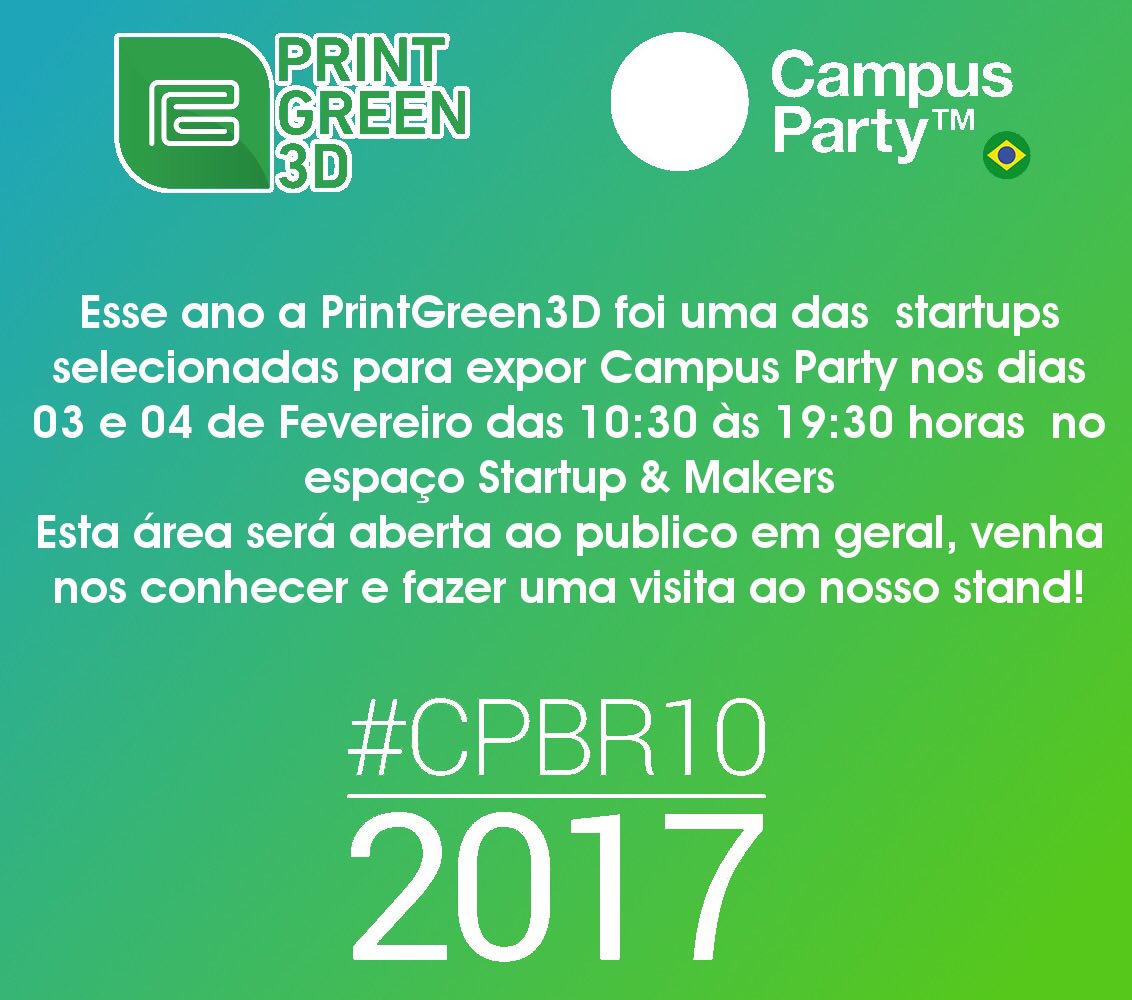 PRINT
GREEN
3D
Campus
Party™
Esse ano a PrintGreen3D foi uma das startups
selecionadas para expor Campus Party nos dias
03 e 04 de Fevereiro das 10:30 às 19:30 horas no
espaço Startup & Makers
Esta área será aberta ao publico em geral, venha
nos conhecer e fazer uma visita ao nosso stand!
#CPBR10
2017